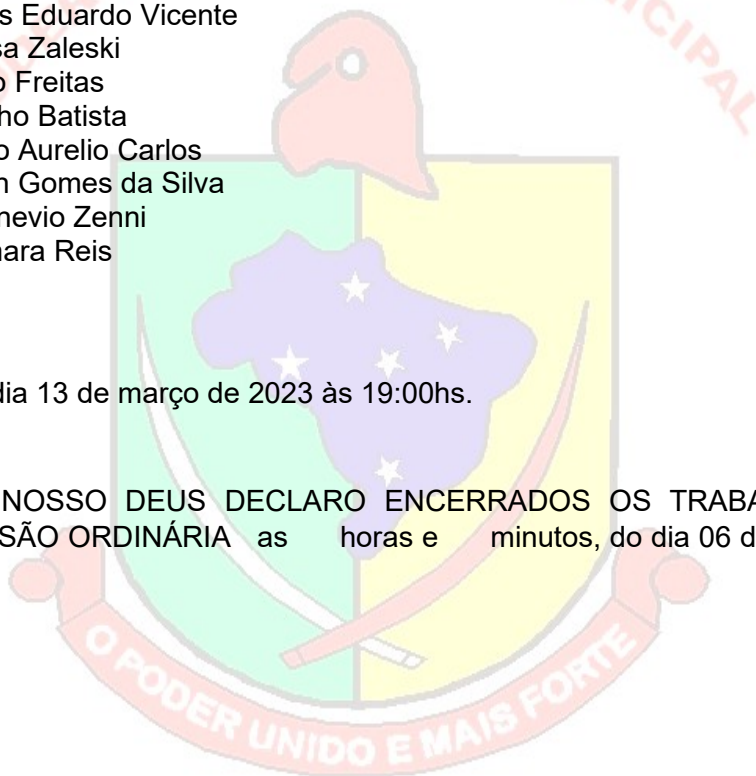 s Eduardo Vicente
sa Zaleski
o Freitas
ho Batista
o Aurelio Carlos
n Gomes da Silva
nevio Zenni
nara Reis
dia 13 de março de 2023 às 19:00hs.
NOSSO DEUS DECLARO ENCERRADOS OS TRABA
SÃO ORDINÁRIA as horas e minutos, do dia 06 d
O PODER UNIDO E MAIS FORTE